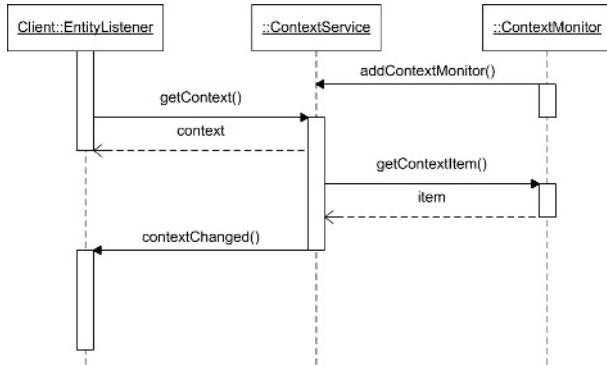 Client::EntityListener
::ContextService
::ContextMonitor
addContextMonitor()
getContext()
context
getContextItem()
item
contextChanged()